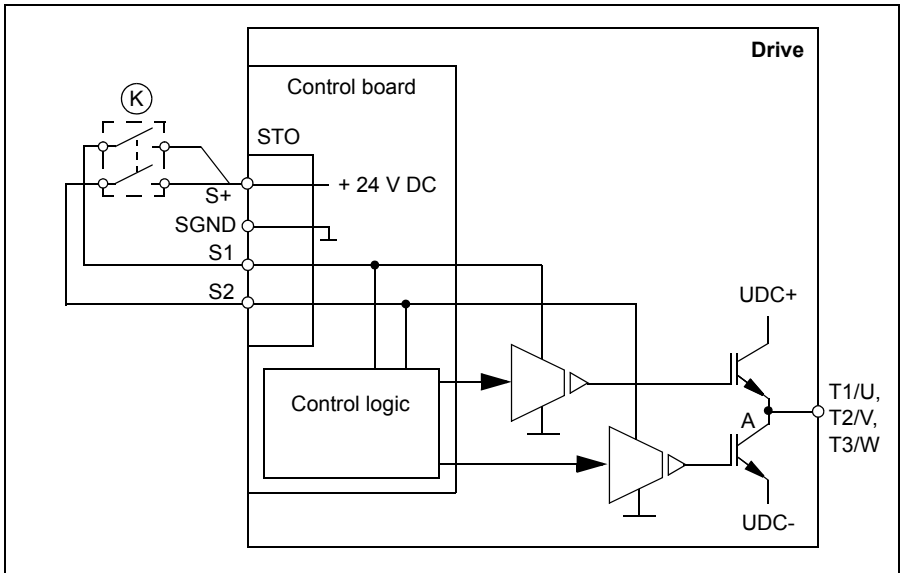 Drive
Control board
K
STO
+ 24 V DC
S+
SGND
S1
S2
UDC+
Control logic
A
T1/U,
T2/V,
T3/W
UDC-